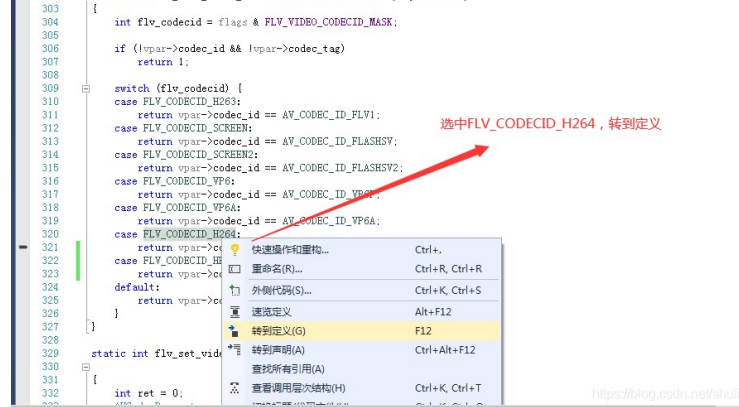 303 {
304 int flv_codecid = flags & FLV_VIDEO_CODECID_MASK;
305
306 if (!vpar->codec_id && !vpar->codec_tag)
307 return 1;
308
309 switch (flv_codecid) {
310 case FLV_CODECID_H263:
311 return vpar->codec_id == AV_CODEC_ID_FLV1;
312 case FLV_CODECID_SCREEN:
313 return vpar->codec_id == AV_CODEC_ID_FLASHSV;
314 case FLV_CODECID_SCREEN2:
315 return vpar->codec_id == AV_CODEC_ID_FLASHSV2;
316 case FLV_CODECID_VP6:
317 return vpar->codec_id == AV_CODEC_ID_VP6F;
318 case FLV_CODECID_VP6A:
319 return vpar->codec_id == AV_CODEC_ID_VP6A;
320 case FLV_CODECID_H264:
321 return vpar->co
322 case FLV_CODECID_HE
323 return vpar->co
324 default:
325 return vpar->co
326 }
327 }
328
329 static int flv_set_vide
330
331 {
332 int ret = 0;
选中FLV_CODECID_H264，转到定义
快速操作和重构... Ctrl+.
重命名(R)... Ctrl+R, Ctrl+R
外侧代码(S)... Ctrl+K, Ctrl+S
速览定义 Alt+F12
转到定义(G) F12
转到声明(A) Ctrl+Alt+F12
查找所有引用(A)
查看调用层次结构(H) Ctrl+K, Ctrl+T
https://blog.csdn.net/shuii